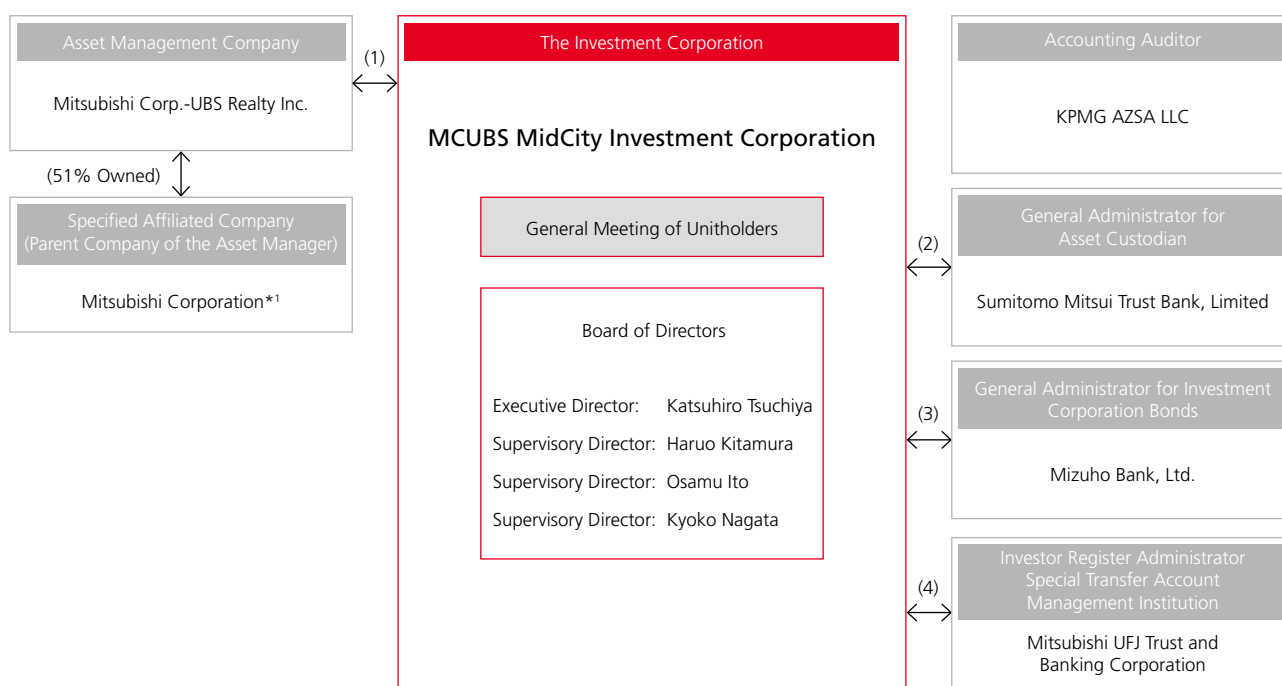 Asset Management Company
Mitsubishi Corp.-UBS Realty Inc.
(51% Owned)
Specified Affiliated Company
(Parent Company of the Asset Manager)
Mitsubishi Corporation*1
(1)
The Investment Corporation
MCUBS MidCity Investment Corporation
General Meeting of Unitholders
Board of Directors
Executive Director: Katsuhiro Tsuchiya
Supervisory Director: Haruo Kitamura
Supervisory Director: Osamu Ito
Supervisory Director: Kyoko Nagata
Accounting Auditor
KPMG AZSA LLC
(2)
General Administrator for
Asset Custodian
Sumitomo Mitsui Trust Bank, Limited
(3)
General Administrator for Investment
Corporation Bonds
Mizuho Bank, Ltd.
(4)
Investor Register Administrator
Special Transfer Account
Management Institution
Mitsubishi UFJ Trust and
Banking Corporation